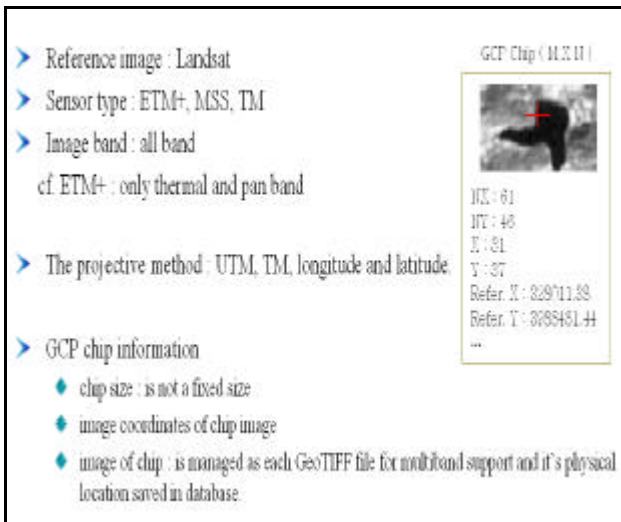 Reference image : Landsat
Sensor type : ETM+, MSS, TM
Image band : all band
cf. ETM+ : only thermal and pan band
The projective method : UTM, TM, longitude and latitude.
GCP chip information
chip size : is not a fixed size
image coordinates of chip image
image of chip : is managed as each GeoTIFF file for multiband support and it's physical
location saved in database.
GCP Chip ( M X N )
NX : 61
NY : 46
X : 31
Y : 37
Refer. X :
Refer. Y :
...